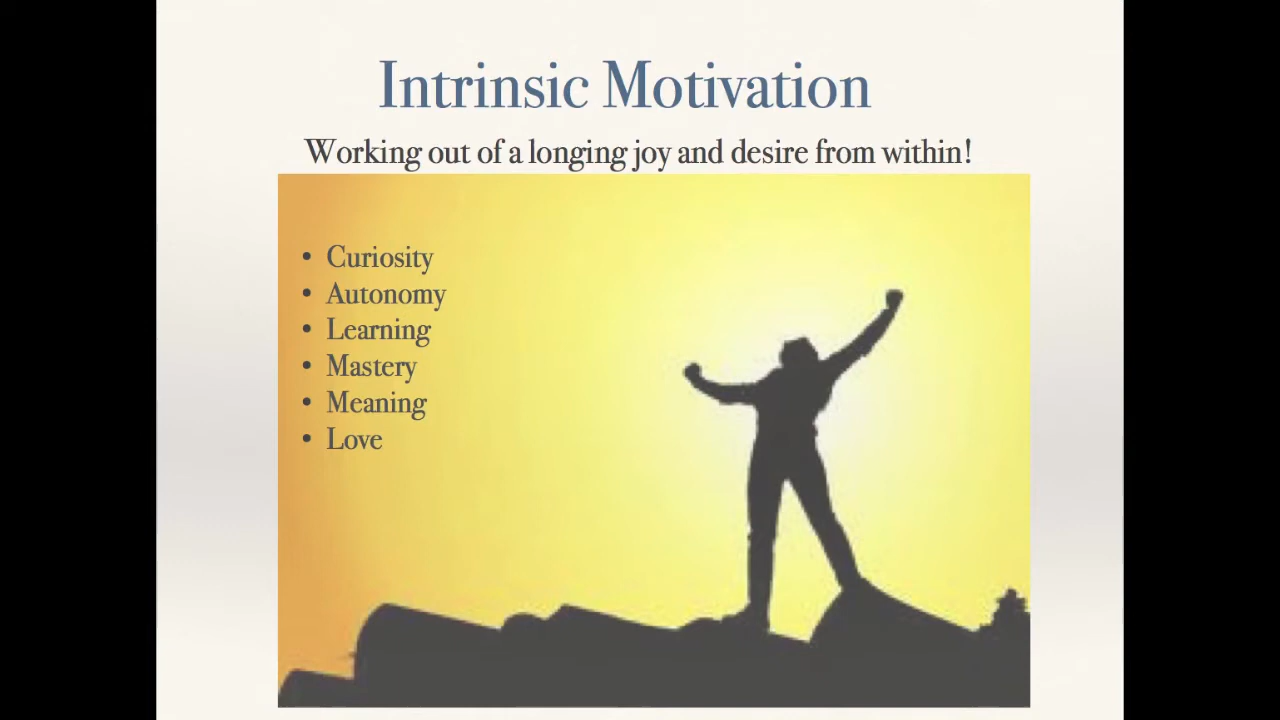 Intrinsic Motivation
Working out of a longing joy and desire from within!
• Curiosity
• Autonomy
• Learning
• Mastery
• Meaning
• Love